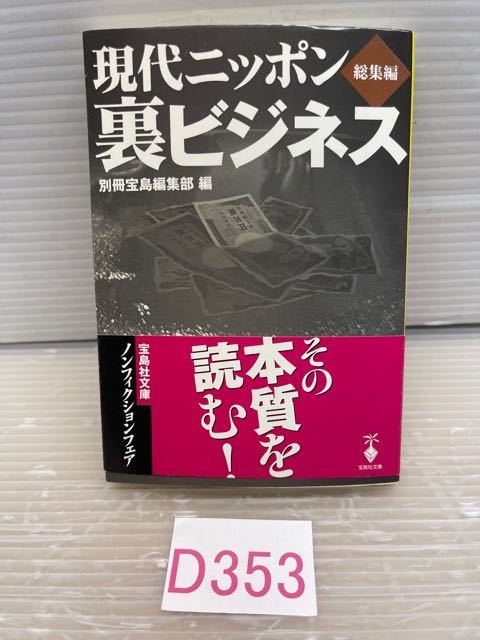 現代ニッポン
総集編
裏ビジネス
別冊宝島編集部 編
その
本質を
読む!
宝島社文庫
ノンフィクションフェア
宝島社文庫
D353